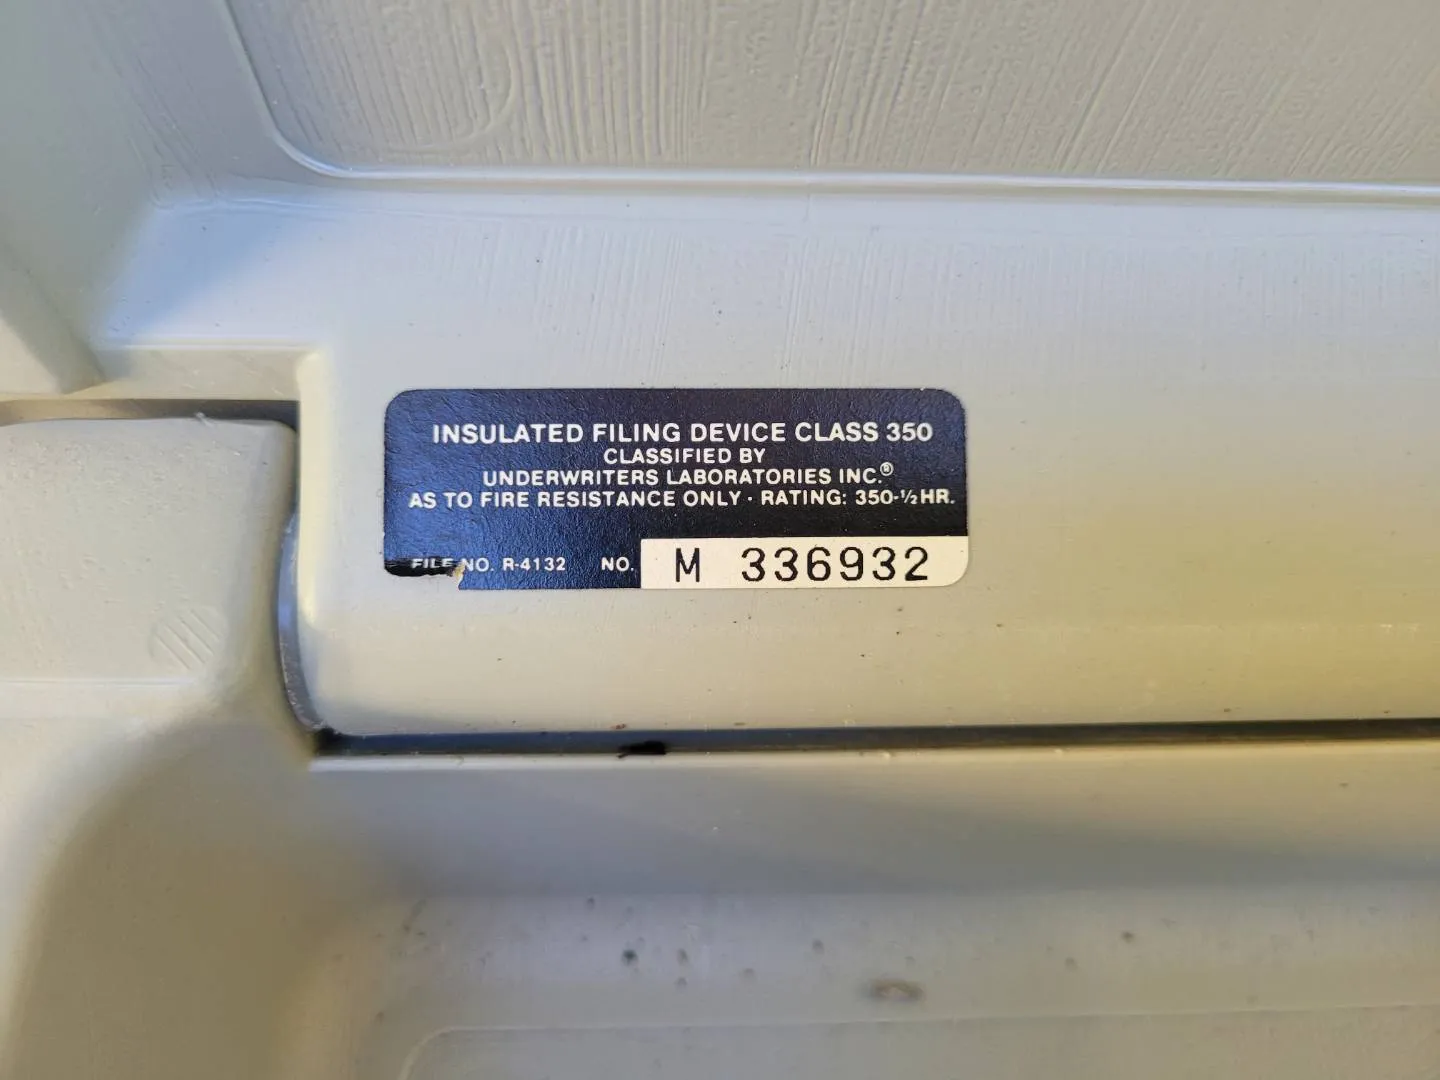 INSULATED FILING DEVICE CLASS 350
CLASSIFIED BY
UNDERWRITERS LABORATORIES INC.®
AS TO FIRE RESISTANCE ONLY · RATING: 350-½HR.
FILE NO. R-4132 NO. M 336932